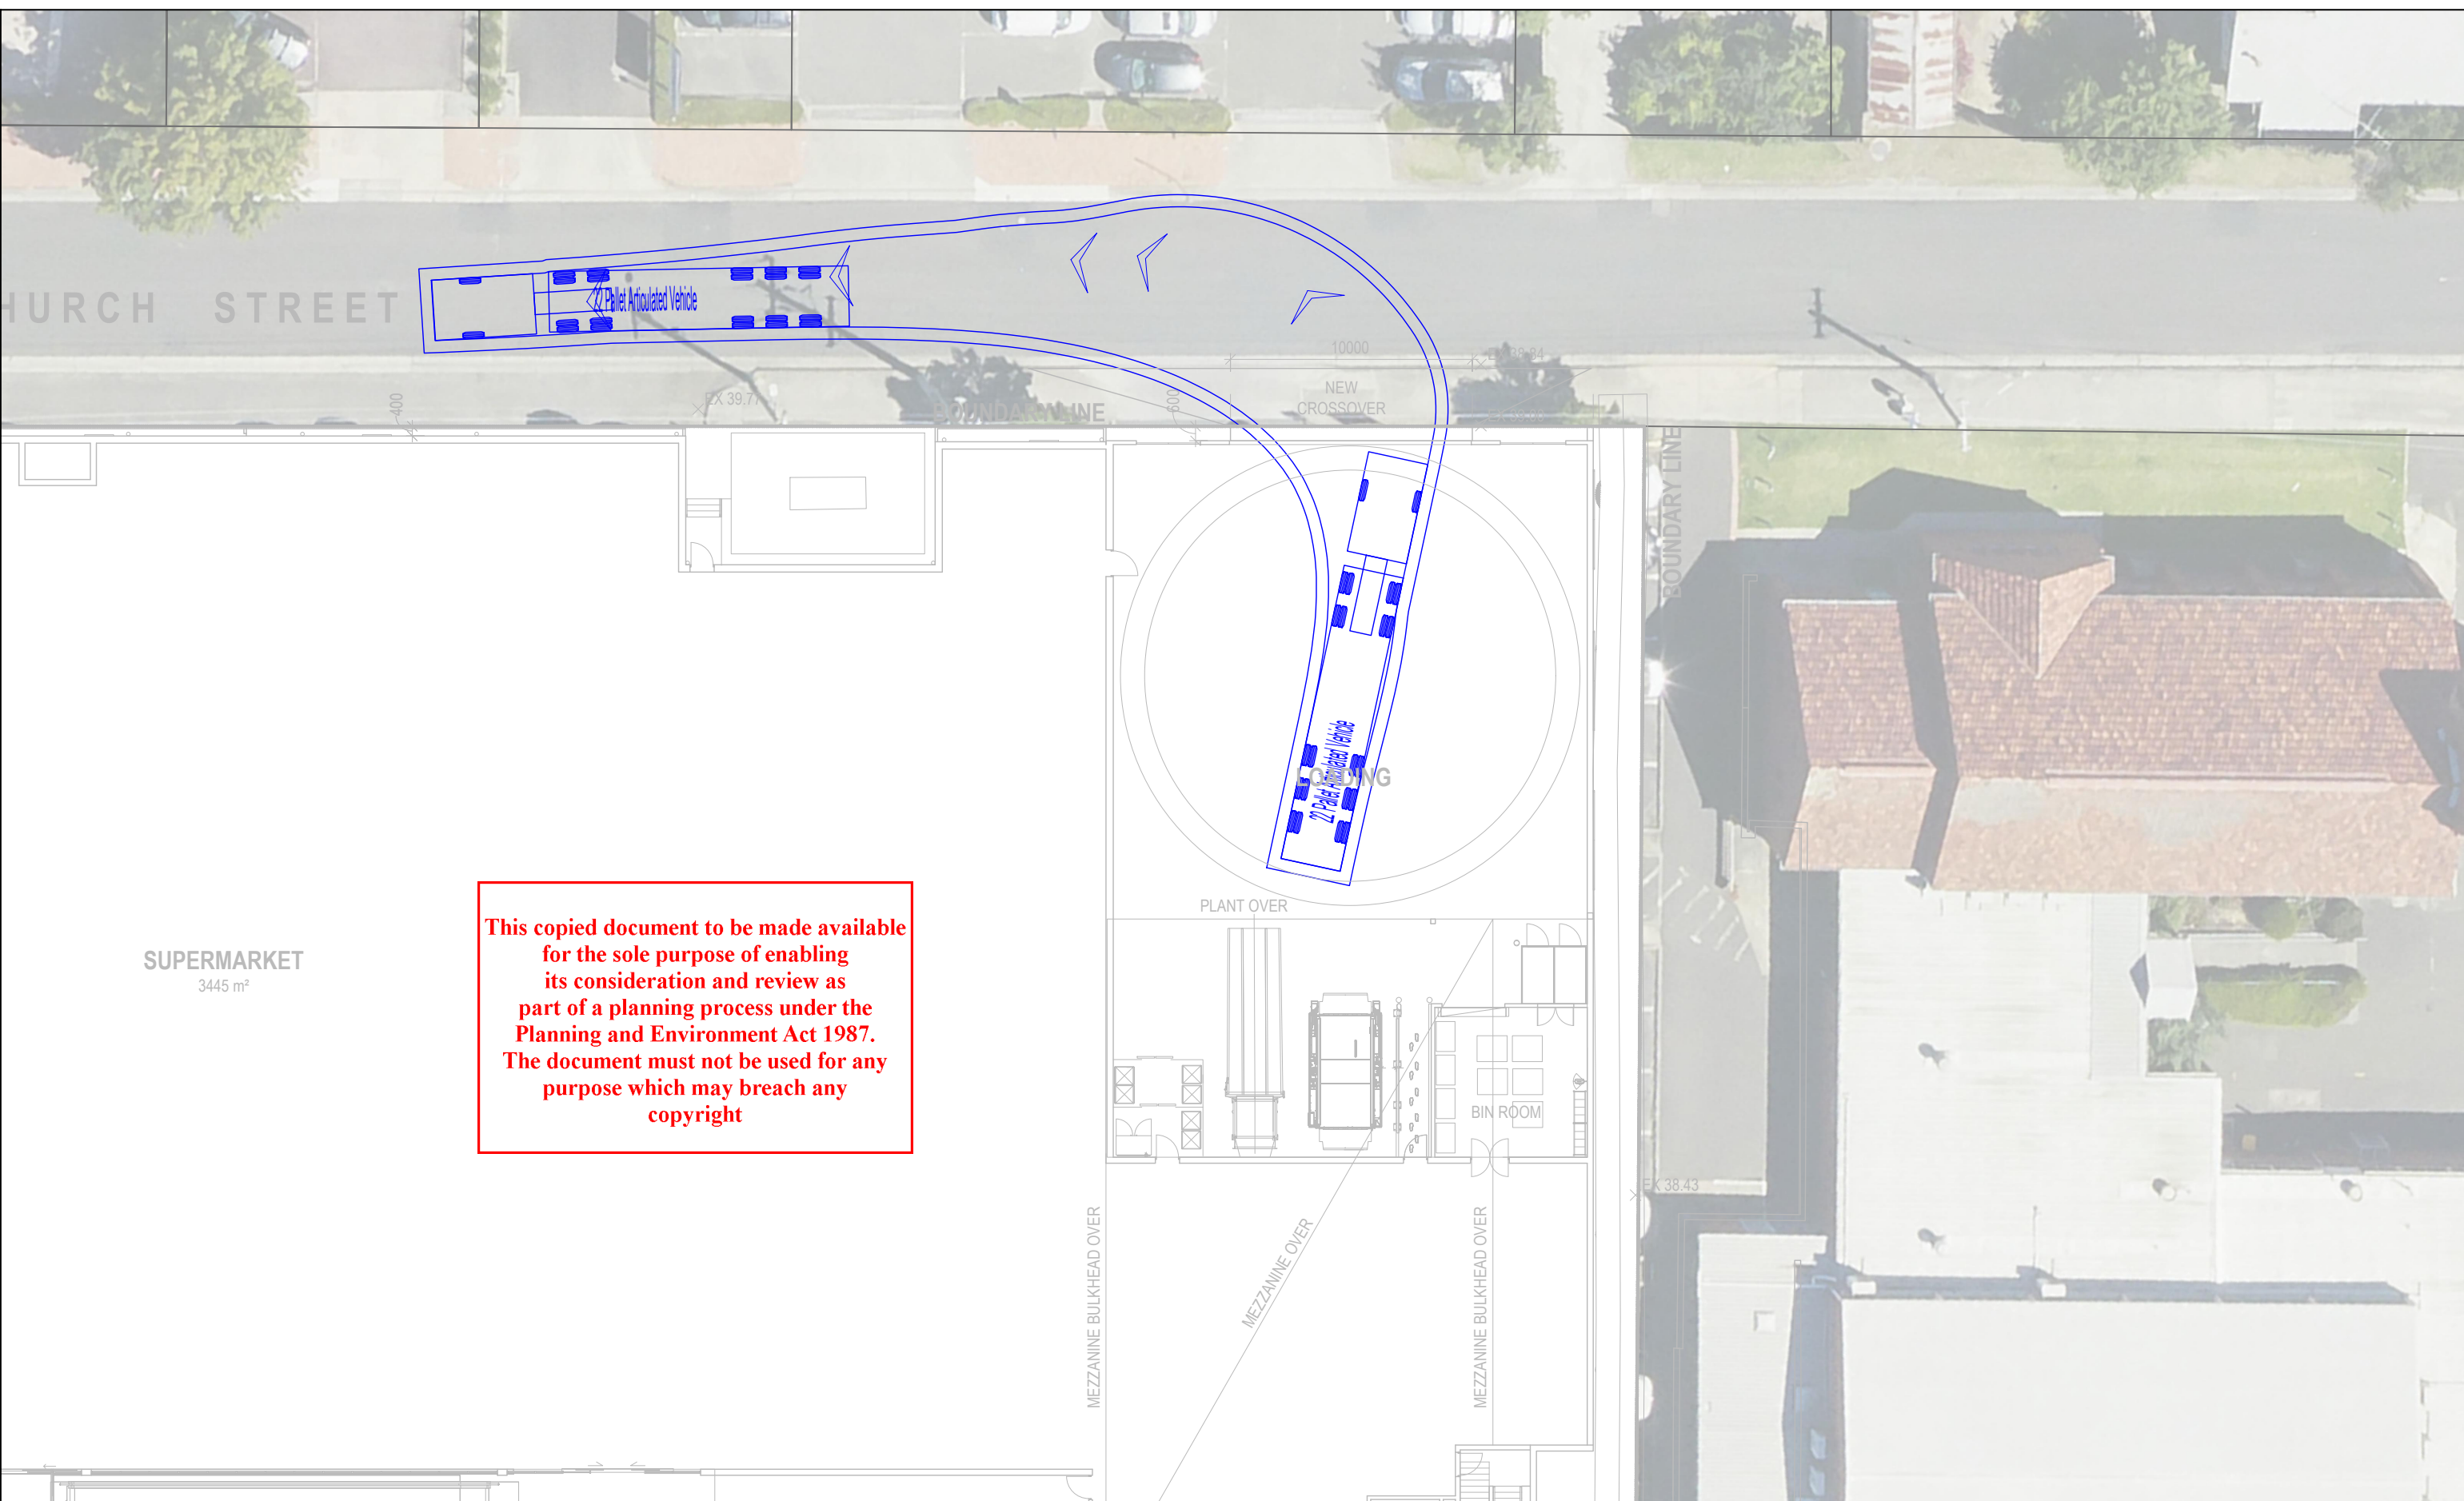 HURCH STREET
22 Pallet Articulated Vehicle
10000
EX 38.84
NEW
CROSSOVER
400
EX 39.77
BOUNDARY LINE
600
BOUNDARY LINE
22 Pallet Articulated Vehicle
LOADING
PLANT OVER
SUPERMARKET
3445 m²
This copied document to be made available
for the sole purpose of enabling
its consideration and review as
part of a planning process under the
Planning and Environment Act 1987.
The document must not be used for any
purpose which may breach any
copyright
BIN ROOM
EX 38.43
MEZZANINE BULKHEAD OVER
MEZZANINE OVER
MEZZANINE BULKHEAD OVER